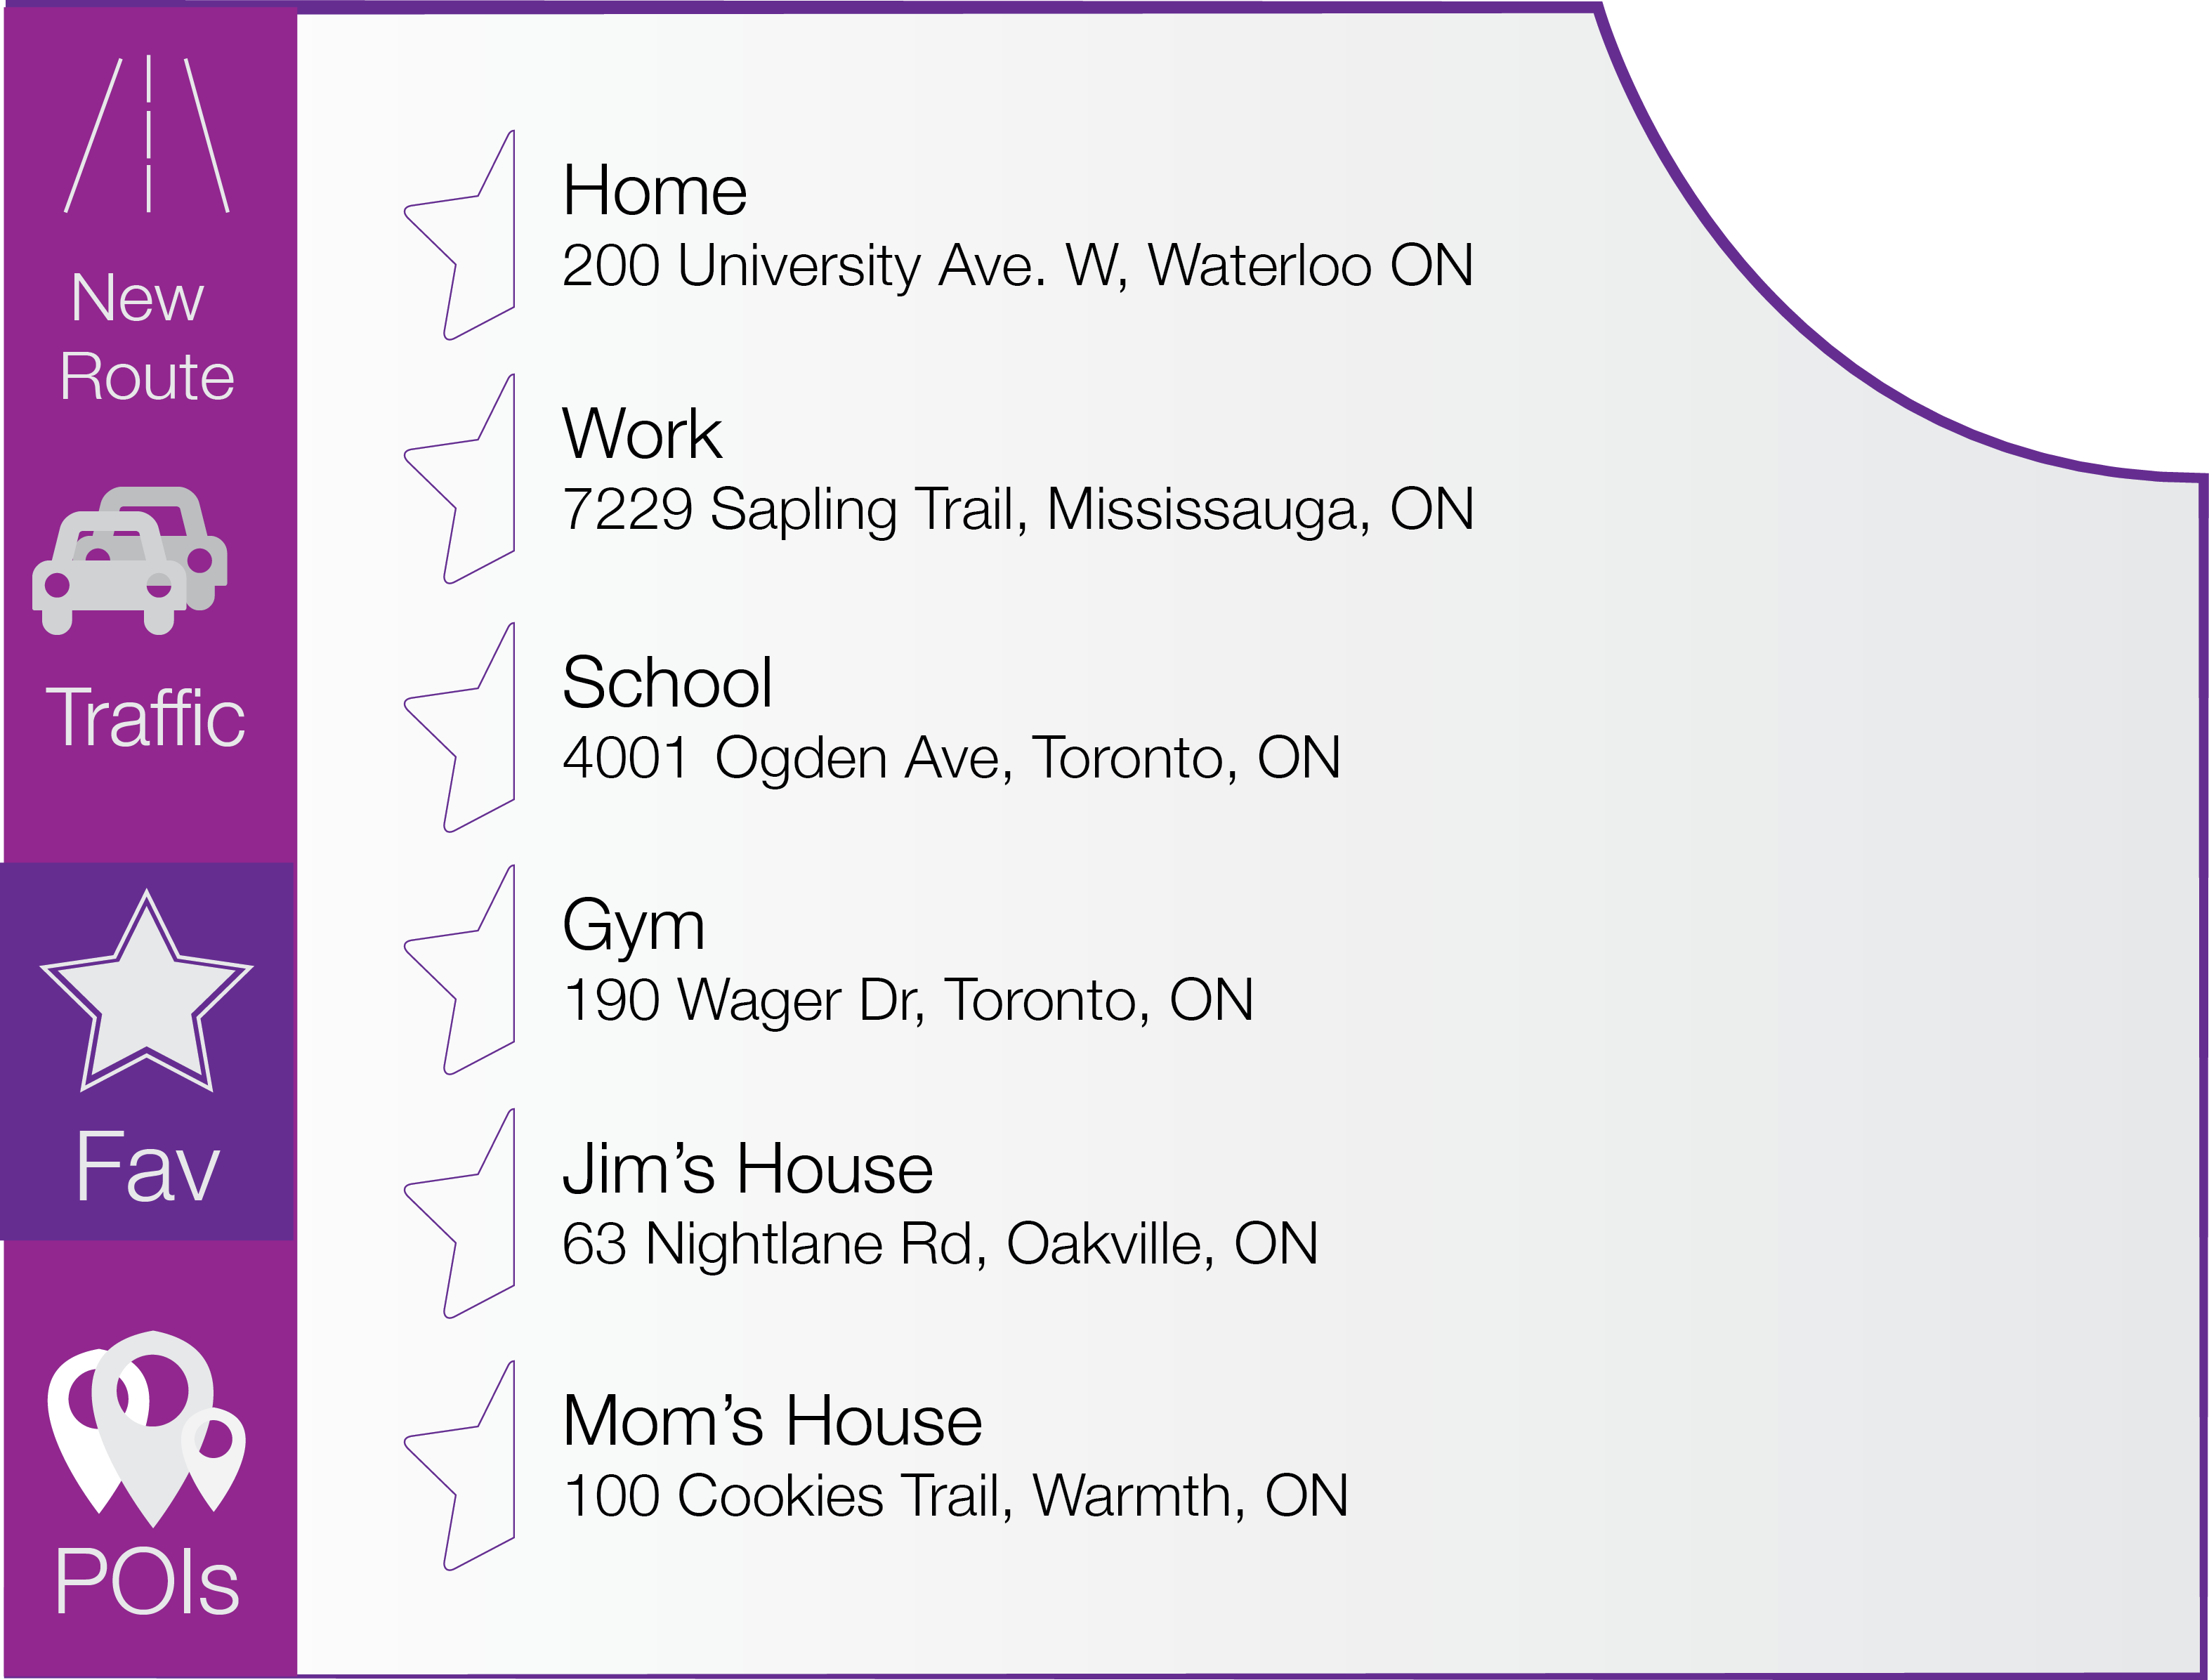 New
Route
Traffic
Fav
POIs
Home
200 University Ave. W, Waterloo ON
Work
7229 Sapling Trail, Mississauga, ON
School
4001 Ogden Ave, Toronto, ON
Gym
190 Wager Dr, Toronto, ON
Jim’s House
63 Nightlane Rd, Oakville, ON
Mom’s House
100 Cookies Trail, Warmth, ON